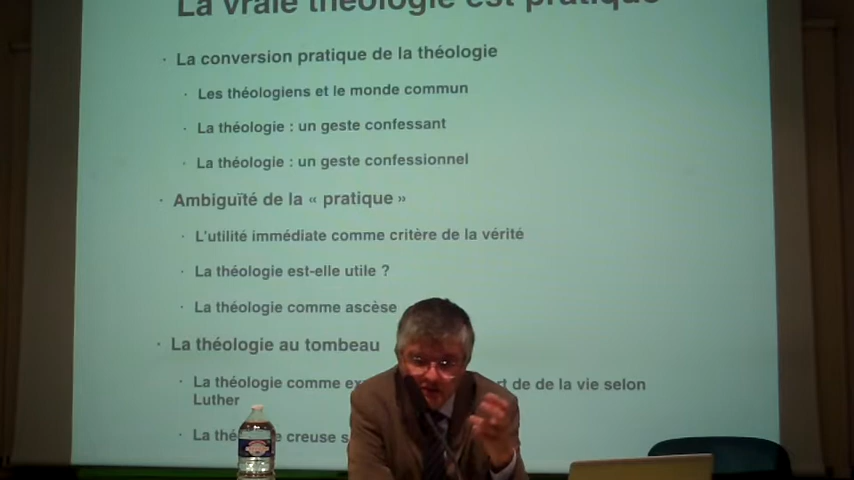 La vraie théologie est pratique
· La conversion pratique de la théologie
· Les théologiens et le monde commun
· La théologie : un geste confessant
· La théologie : un geste confessionnel
· Ambiguïté de la « pratique »
· L'utilité immédiate comme critère de la vérité
· La théologie est-elle utile ?
· La théologie comme ascèse
· La théologie au tombeau
· La théologie comme de de la vie selon
Luther
· La creuse